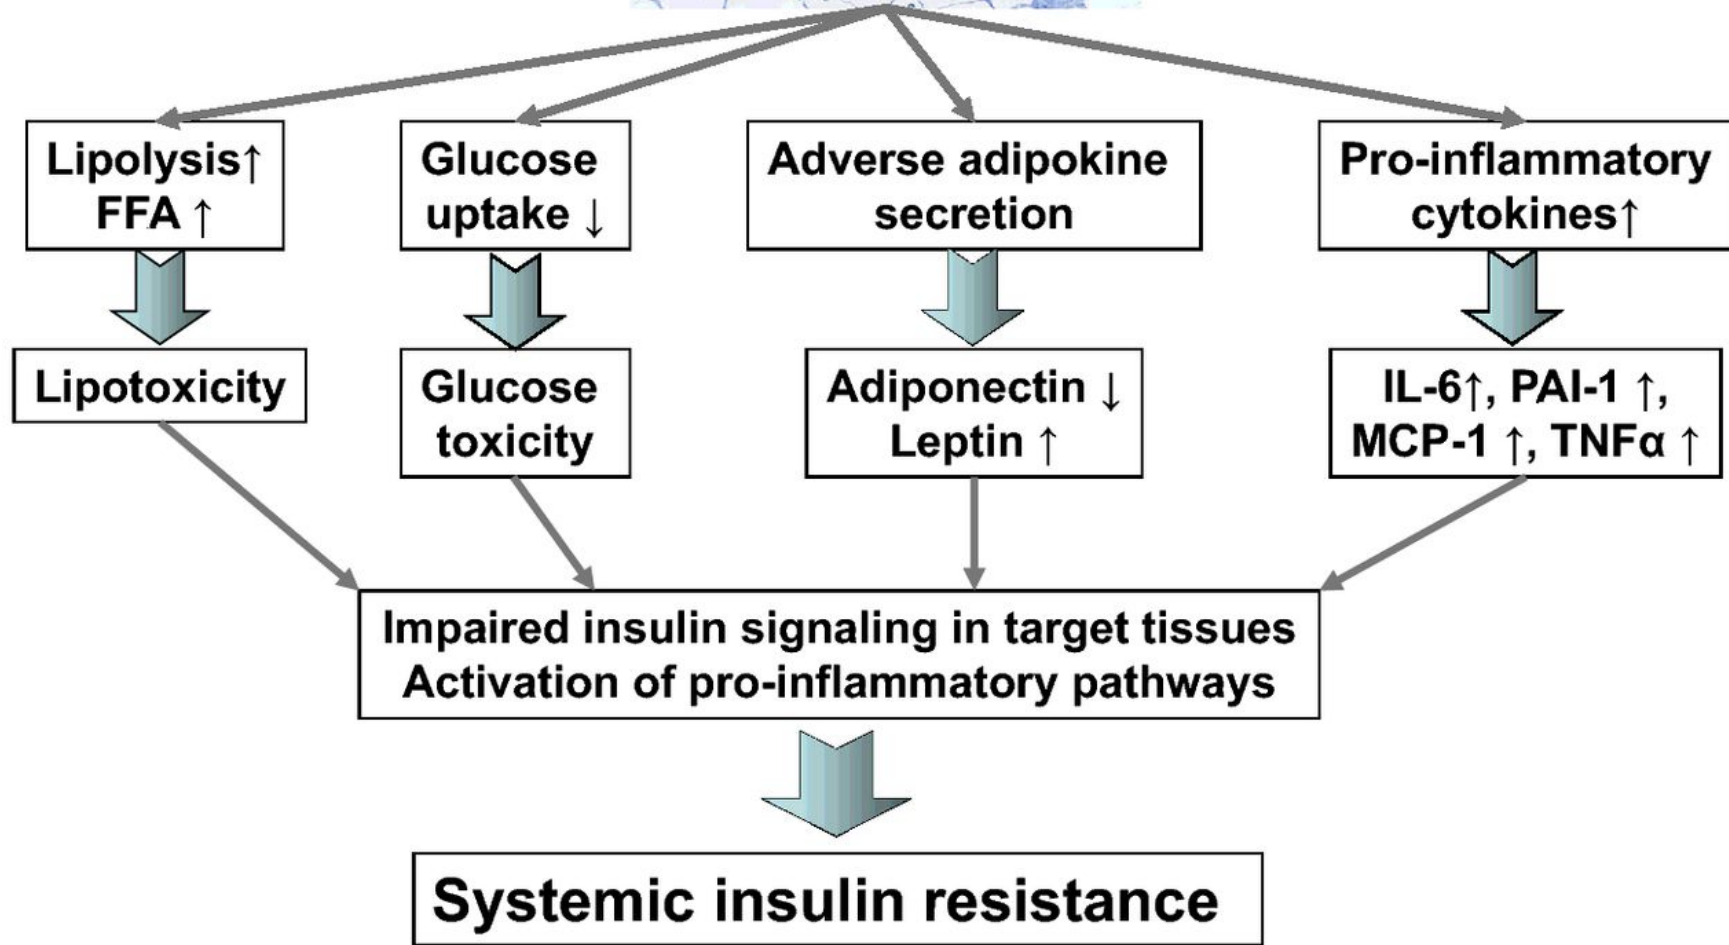 Lipolysis↑
FFA ↑
Glucose
uptake ↓
Adverse adipokine
secretion
Pro-inflammatory
cytokines↑
Lipotoxicity
Glucose
toxicity
Adiponectin ↓
Leptin ↑
IL-6↑, PAI-1 ↑,
MCP-1 ↑, TNFα ↑
Impaired insulin signaling in target tissues
Activation of pro-inflammatory pathways
Systemic insulin resistance